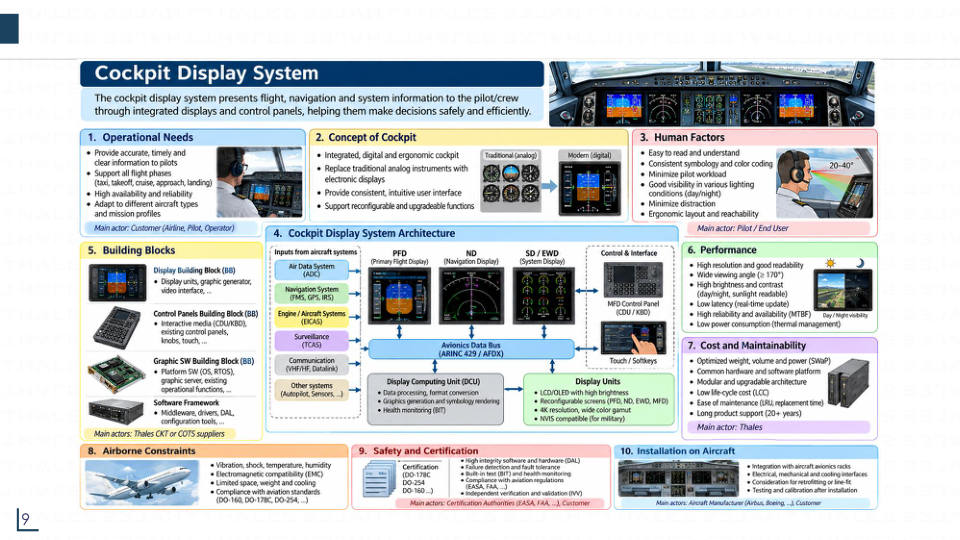 Cockpit Display System
The cockpit display system presents flight, navigation and system information to the pilot/crew
through integrated displays and control panels, helping them make decisions safely and efficiently.
1. Operational Needs
• Provide accurate, timely and
clear information to pilots
• Support all flight phases
(taxi, takeoff, cruise, approach, landing)
• High availability and reliability
• Adapt to different aircraft types
and mission profiles
Main actor: Customer (Airline, Pilot, Operator)
2. Concept of Cockpit
• Integrated, digital and ergonomic cockpit
• Replace traditional analog instruments with
electronic displays
• Provide consistent, intuitive user interface
• Support reconfigurable and upgradeable functions
Traditional (analog)
Modern (digital)
3. Human Factors
• Easy to read and understand
• Consistent symbology and color coding
• Minimize pilot workload
• Good visibility in various lighting
conditions (day/night)
• Minimize distraction
• Ergonomic layout and reachability
20–40°
Main actor: Pilot / End User
4. Cockpit Display System Architecture
Inputs from aircraft systems
Air Data System
(ADC)
Navigation System
(FMS, GPS, IRS)
Engine / Aircraft Systems
(EICAS)
Surveillance
(TCAS)
Communication
(VHF/HF, Datalink)
Other systems
(Autopilot, Sensors, ...)
PFD
(Primary Flight Display)
ND
(Navigation Display)
SD / EWD
(System Display)
Control & Interface
MFD Control Panel
(CDU / KBD)
Touch / Softkeys
Avionics Data Bus
(ARINC 429 / AFDX)
Display Computing Unit (DCU)
• Data processing, format conversion
• Graphics generation and symbology rendering
• Health monitoring (BIT)
Display Units
• LCD/OLED with high brightness
• Reconfigurable screens (PFD, ND, EWD, MFD)
• 4K resolution, wide color gamut
• NVIS compatible (for military)
5. Building Blocks
Display Building Block (BB)
• Display units, graphic generator,
video interface, ...
Control Panels Building Block (BB)
• Interactive media (CDU/KBD),
existing control panels,
knobs, touch, ...
Graphic SW Building Block (BB)
• Platform SW (OS, RTOS),
graphic server, existing
operational functions, ...
Software Framework
• Middleware, drivers, DAL,
configuration tools, ...
Main actors: Thales CKT or COTS suppliers
6. Performance
• High resolution and good readability
• Wide viewing angle (≥ 170°)
• High brightness and contrast
(day/night, sunlight readable)
• Low latency (real-time update)
• High reliability and availability (MTBF)
• Low power consumption (thermal management)
Day / Night visibility
7. Cost and Maintainability
• Optimized weight, volume and power (SWaP)
• Common hardware and software platform
• Modular and upgradable architecture
• Low life-cycle cost (LCC)
• Ease of maintenance (LRU, replacement time)
• Long product support (20+ years)
Main actor: Thales
8. Airborne Constraints
• Vibration, shock, temperature, humidity
• Electromagnetic compatibility (EMC)
• Limited space, weight and cooling
• Compliance with aviation standards
(DO-160, DO-178C, DO-254, ...)
9. Safety and Certification
Certification
(DO-178C
DO-254
DO-160 ...)
• High integrity software and hardware (DAL)
• Failure detection and fault tolerance
• Built-in test (BIT) and health monitoring
• Compliance with aviation regulations
(EASA, FAA, ...)
• Independent verification and validation (IVV)
Main actors: Certification Authorities (EASA, FAA, ...), Customer
10. Installation on Aircraft
• Integration with aircraft avionics racks
• Electrical, mechanical and cooling interfaces
• Consideration for retrofitting or line-fit
• Testing and calibration after installation
Main actors: Aircraft Manufacturer (Airbus, Boeing, ...), Customer
9